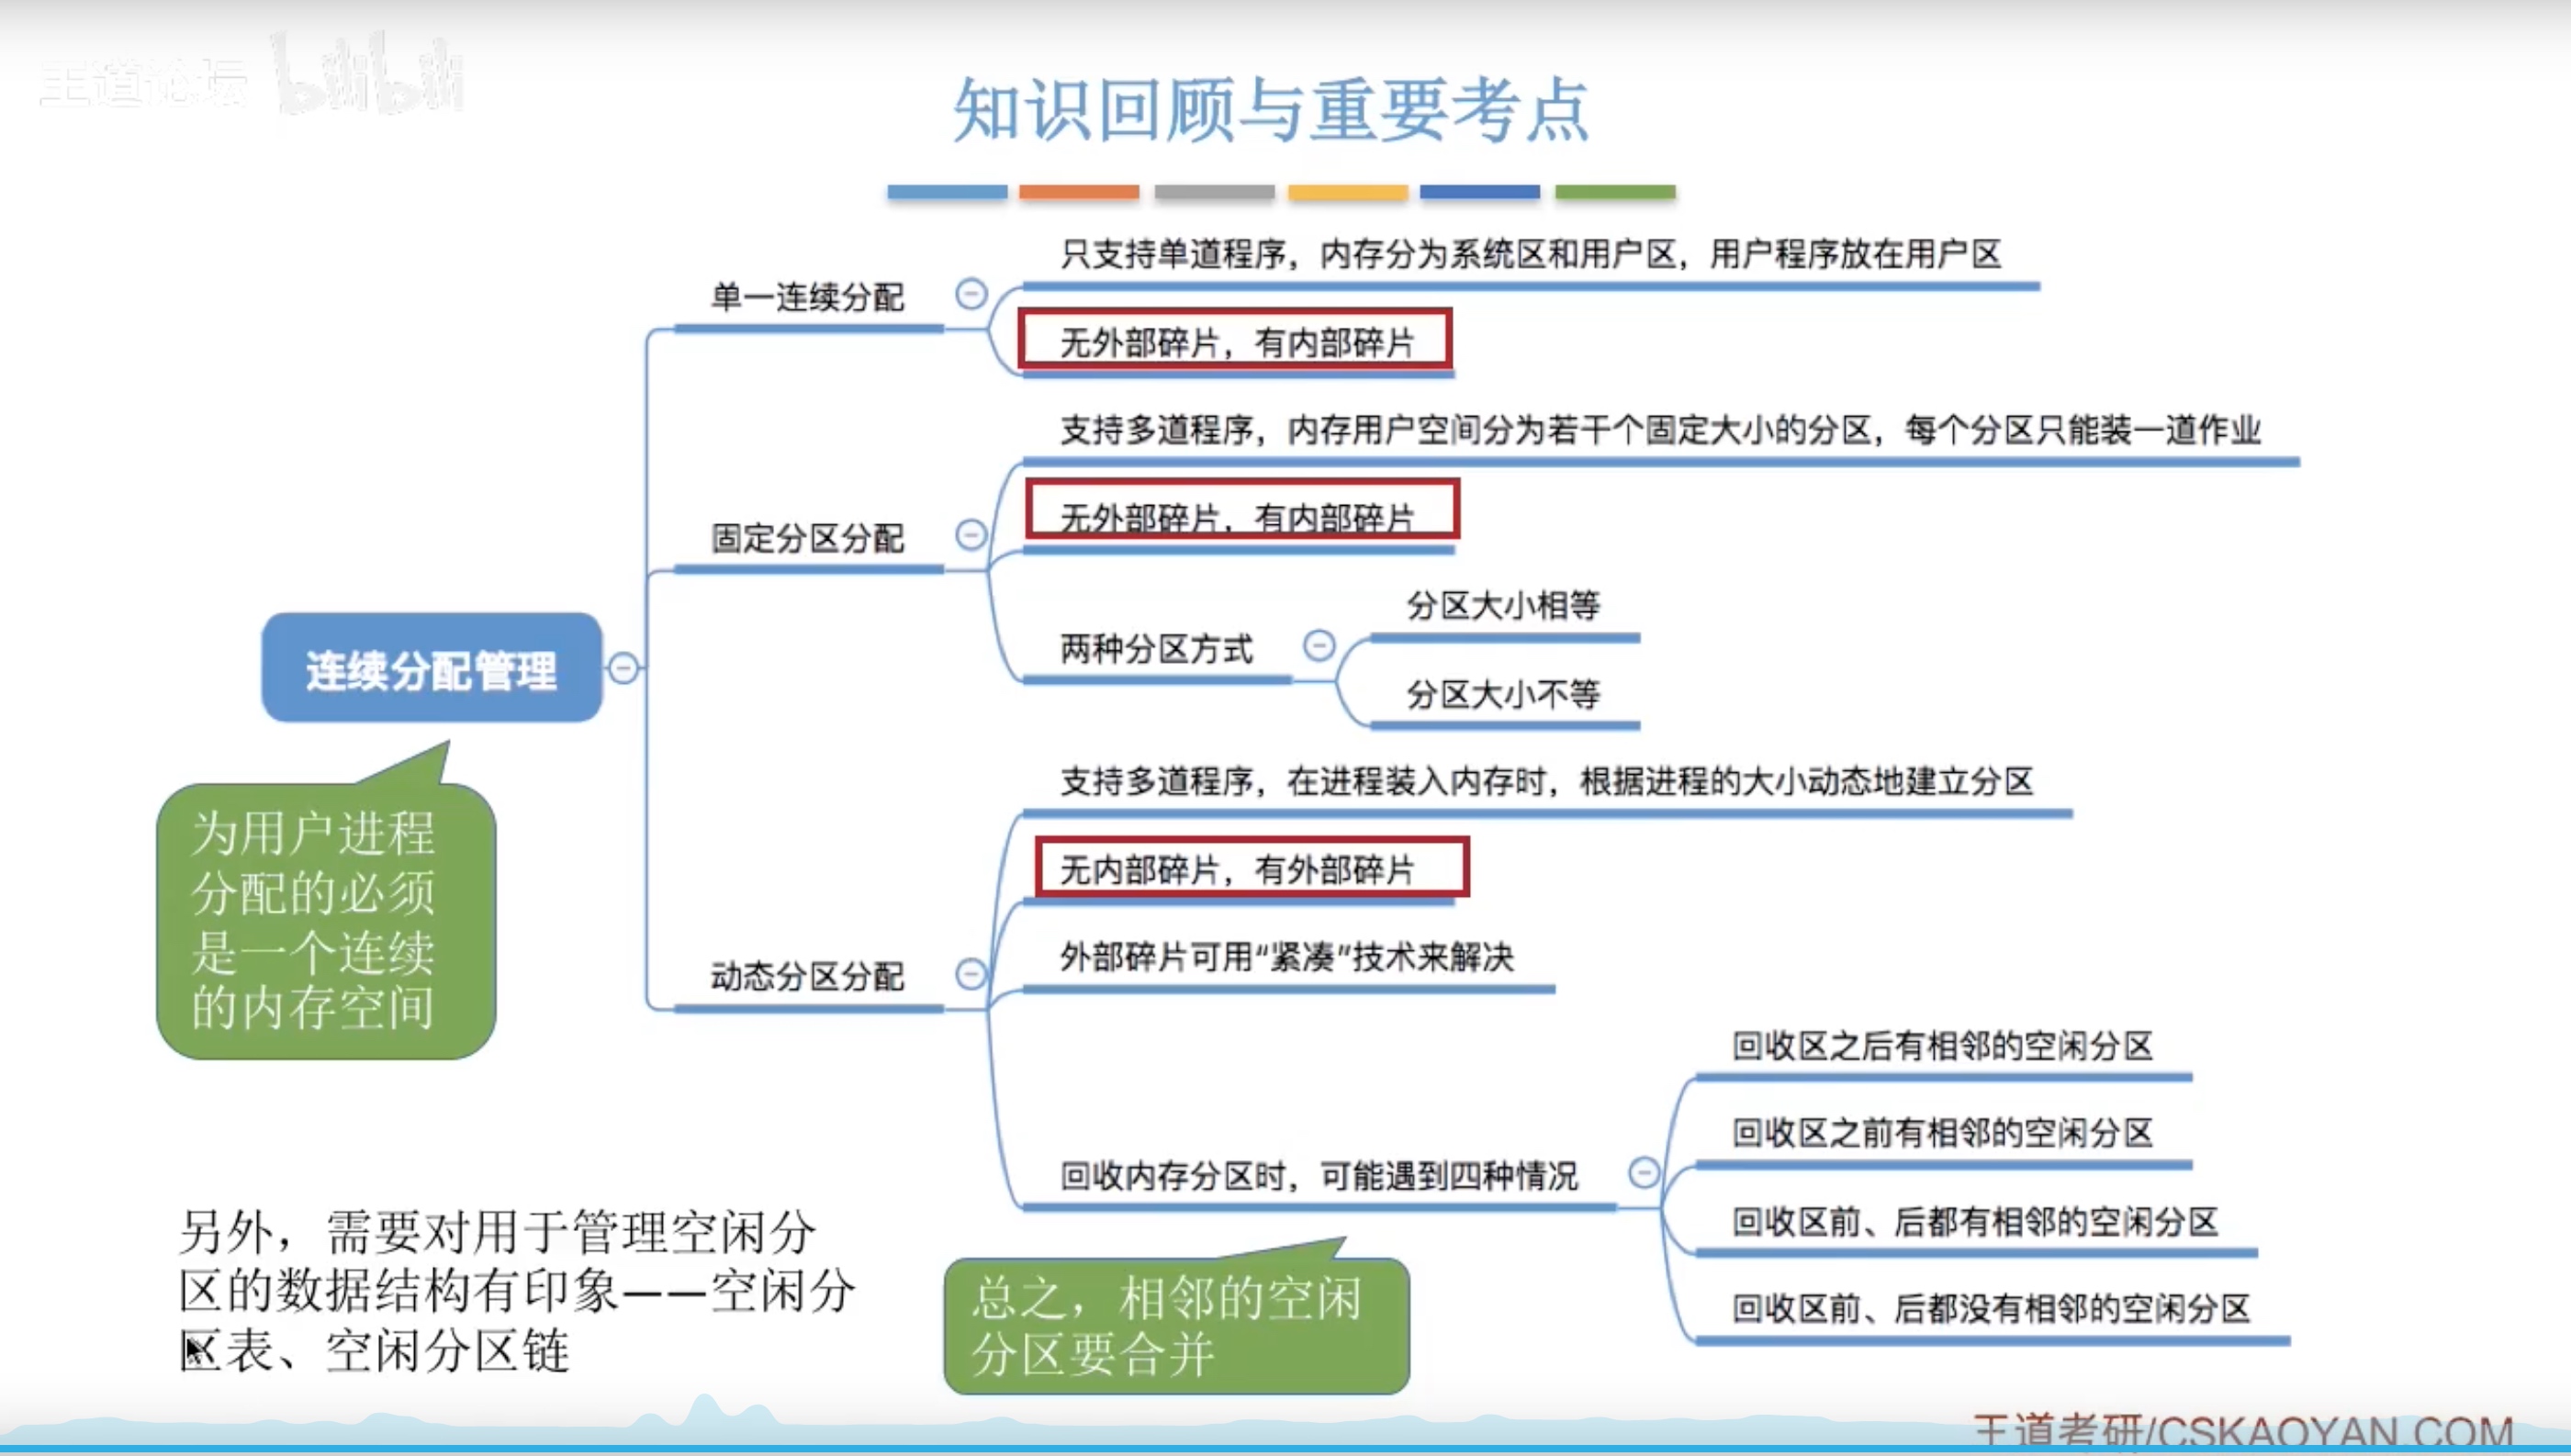 王道论坛 bilibili
知识回顾与重要考点
连续分配管理
为用户进程
分配的必须
是一个连续
的内存空间
单一连续分配
只支持单道程序，内存分为系统区和用户区，用户程序放在用户区
无外部碎片，有内部碎片
固定分区分配
支持多道程序，内存用户空间分为若干个固定大小的分区，每个分区只能装一道作业
无外部碎片，有内部碎片
两种分区方式
分区大小相等
分区大小不等
动态分区分配
支持多道程序，在进程装入内存时，根据进程的大小动态地建立分区
无内部碎片，有外部碎片
外部碎片可用“紧凑”技术来解决
回收内存分区时，可能遇到四种情况
回收区之后有相邻的空闲分区
回收区之前有相邻的空闲分区
回收区前、后都有相邻的空闲分区
回收区前、后都没有相邻的空闲分区
总之，相邻的空闲
分区要合并
另外，需要对用于管理空闲分
区的数据结构有印象——空闲分
区表、空闲分区链
王道考研/CSKAOYAN.COM